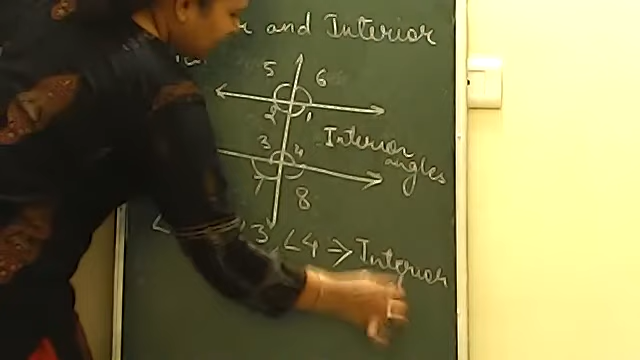 and Interior
5 6
2 1
Interior
angles
3 4
7 8
3, ∠4 → Interior